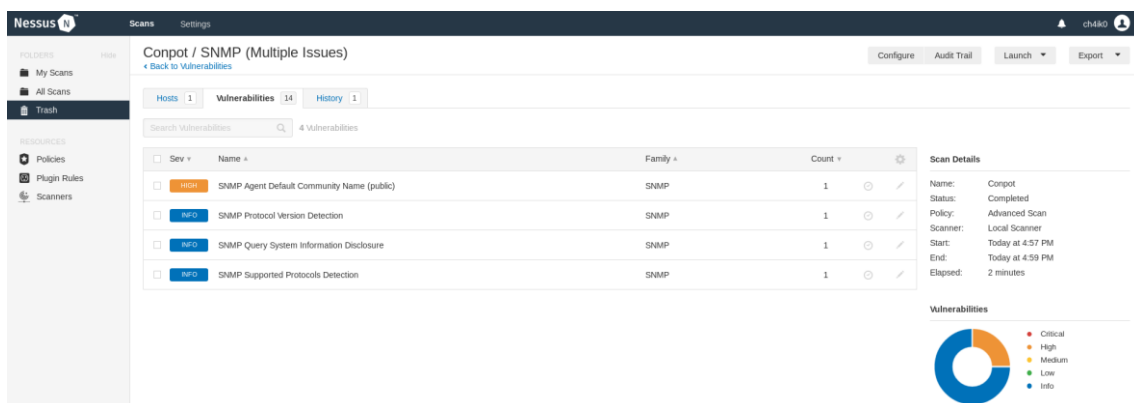 Nessus N
Scans Settings
ch4ik0
FOLDERS Hide
My Scans
All Scans
Trash
RESOURCES
Policies
Plugin Rules
Scanners
Conpot / SNMP (Multiple Issues)
Back to Vulnerabilities
Configure Audit Trail Launch Export
Hosts 1 Vulnerabilities 14 History 1
Search Vulnerabilities 4 Vulnerabilities
Sev Name Family Count
HIGH SNMP Agent Default Community Name (public) SNMP 1
INFO SNMP Protocol Version Detection SNMP 1
INFO SNMP Query System Information Disclosure SNMP 1
INFO SNMP Supported Protocols Detection SNMP 1
Scan Details
Name: Conpot
Status: Completed
Policy: Advanced Scan
Scanner: Local Scanner
Start: Today at 4:57 PM
End: Today at 4:59 PM
Elapsed: 2 minutes
Vulnerabilities
Critical
High
Medium
Low
Info